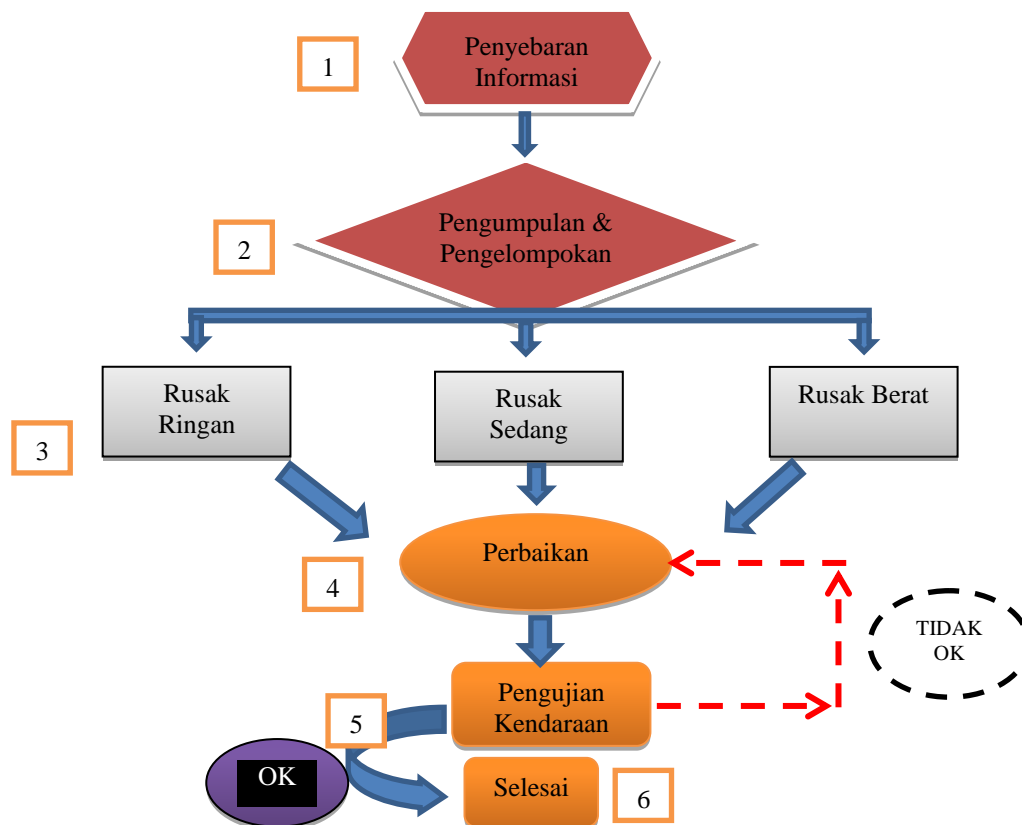 1
Penyebaran
Informasi
2
Pengumpulan &
Pengelompokan
3
Rusak
Ringan
Rusak
Sedang
Rusak Berat
4
Perbaikan
TIDAK
OK
5
Pengujian
Kendaraan
OK
Selesai
6